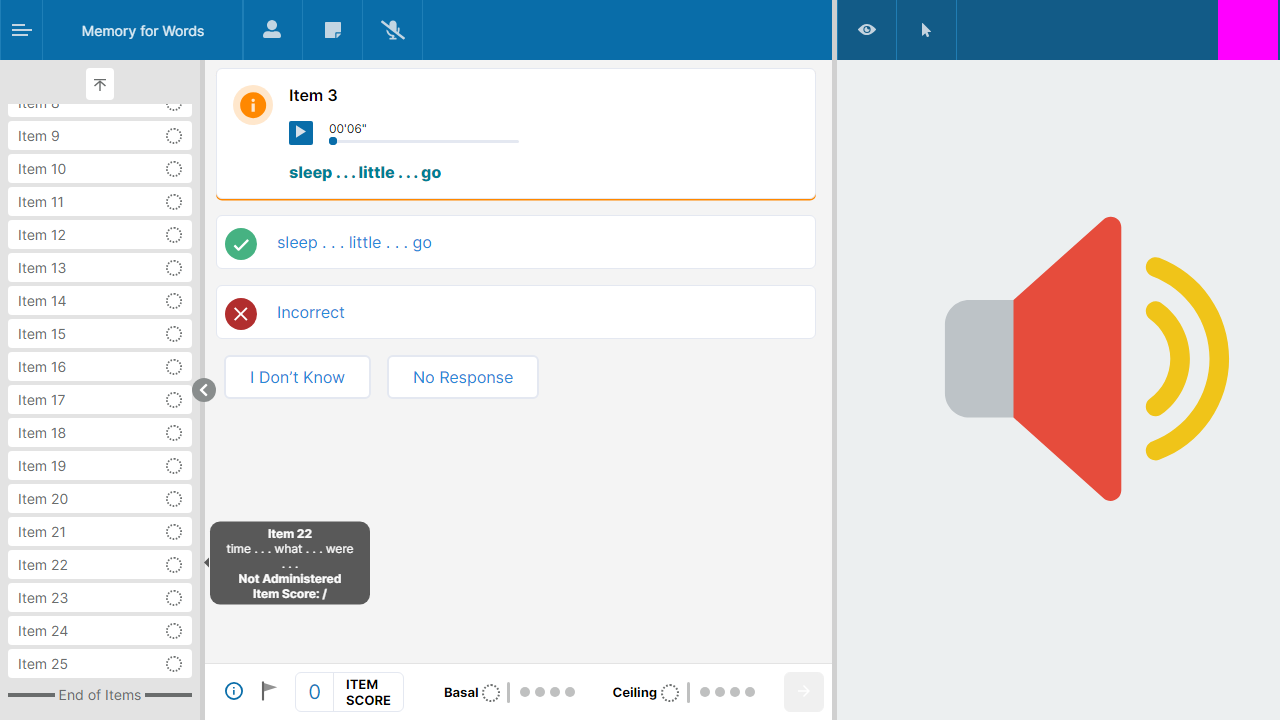 Memory for Words
Item 8
Item 9
Item 10
Item 11
Item 12
Item 13
Item 14
Item 15
Item 16
Item 17
Item 18
Item 19
Item 20
Item 21
Item 22
Item 23
Item 24
Item 25
End of Items
Item 3
00'06"
sleep . . . little . . . go
sleep . . . little . . . go
Incorrect
I Don’t Know
No Response
Item 22
time . . . what . . . were
. . .
Not Administered
Item Score: /
0
ITEM
SCORE
Basal
Ceiling